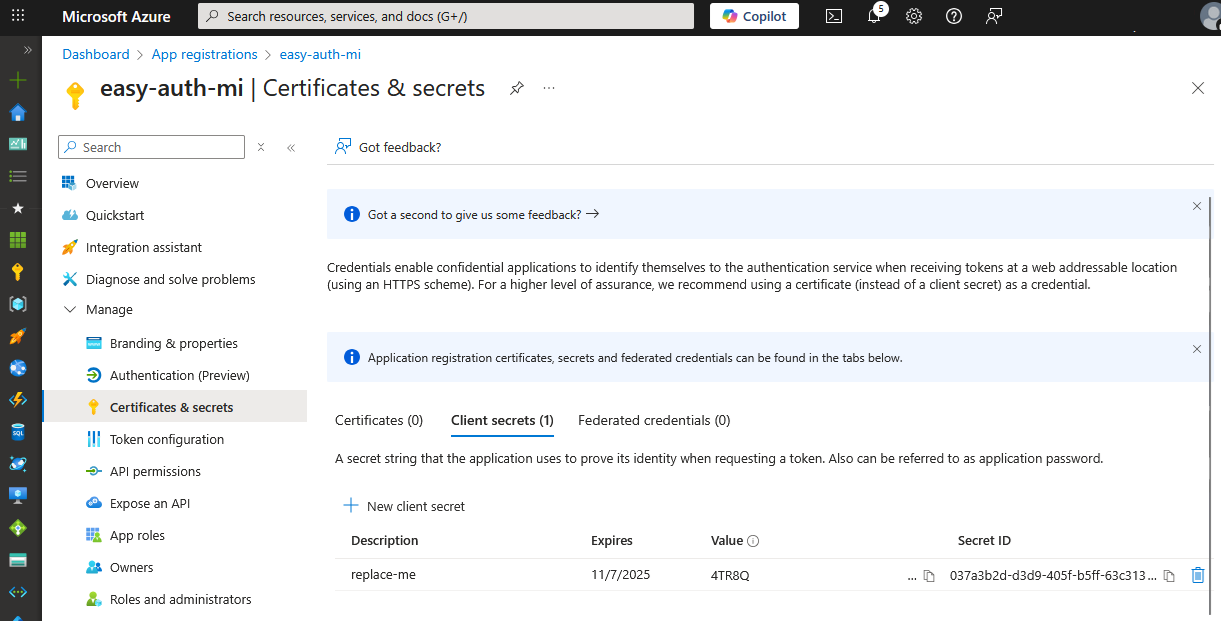 Microsoft Azure
Search resources, services, and docs (G+/)
Copilot
5
Dashboard > App registrations > easy-auth-mi
easy-auth-mi | Certificates & secrets
...
Search
Got feedback?
Overview
Quickstart
Integration assistant
Diagnose and solve problems
Manage
Branding & properties
Authentication (Preview)
Certificates & secrets
Token configuration
API permissions
Expose an API
App roles
Owners
Roles and administrators
Got a second to give us some feedback? →
Credentials enable confidential applications to identify themselves to the authentication service when receiving tokens at a web addressable location
(using an HTTPS scheme). For a higher level of assurance, we recommend using a certificate (instead of a client secret) as a credential.
Application registration certificates, secrets and federated credentials can be found in the tabs below.
Certificates (0) Client secrets (1) Federated credentials (0)
A secret string that the application uses to prove its identity when requesting a token. Also can be referred to as application password.
New client secret
Description Expires Value Secret ID
replace-me 11/7/2025 4TR8Q ... 037a3b2d-d3d9-405f-b5ff-63c313...
SQL